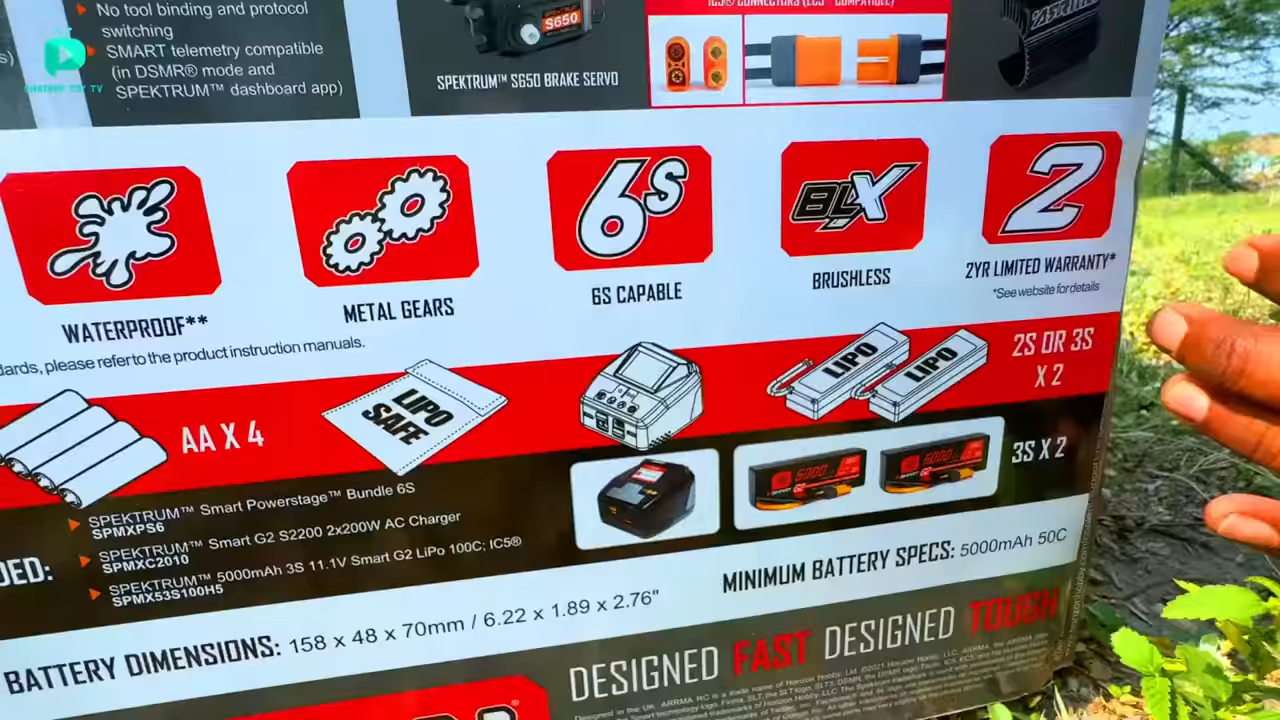 No tool binding and protocol
switching
SMART telemetry compatible
(in DSMR® mode and
SPEKTRUM™ dashboard app)
s)
S650
SPEKTRUM™ S650 BRAKE SERVO
WATERPROOF**
METAL GEARS
6S
6S CAPABLE
BLX
BRUSHLESS
2
2YR LIMITED WARRANTY*
*See website for details
dards, please refer to the product instruction manuals.
AA X 4
LIPO
SAFE
LIPO
LIPO
2S OR 3S
X 2
3S X 2
SPEKTRUM™ Smart Powerstage™ Bundle 6S
SPMXPS6
SPEKTRUM™ Smart G2 S2200 2x200W AC Charger
SPMXC2010
SPEKTRUM™ 5000mAh 3S 11.1V Smart G2 LiPo 100C; IC5®
SPMX53S100H5
DED:
MINIMUM BATTERY SPECS: 5000mAh 50C
BATTERY DIMENSIONS: 158 x 48 x 70mm / 6.22 x 1.89 x 2.76"
DESIGNED FAST DESIGNED TOUGH